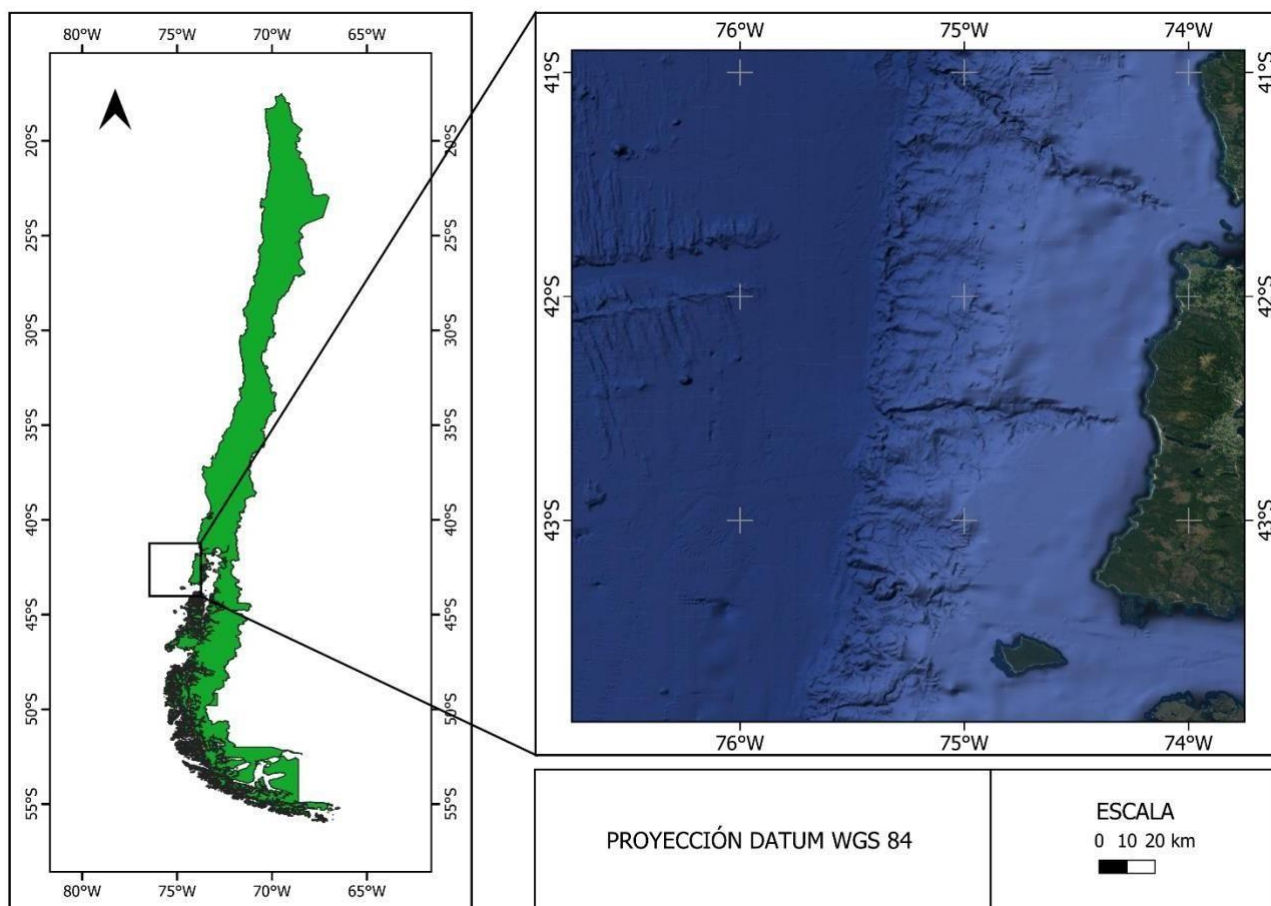 80°W 75°W 70°W 65°W
20°S 20°S
25°S 25°S
30°S 30°S
35°S 35°S
40°S 40°S
45°S 45°S
50°S 50°S
55°S 55°S
80°W 75°W 70°W 65°W
76°W 75°W 74°W
41°S 41°S
42°S 42°S
43°S 43°S
76°W 75°W 74°W
PROYECCIÓN DATUM WGS 84
ESCALA
0 10 20 km